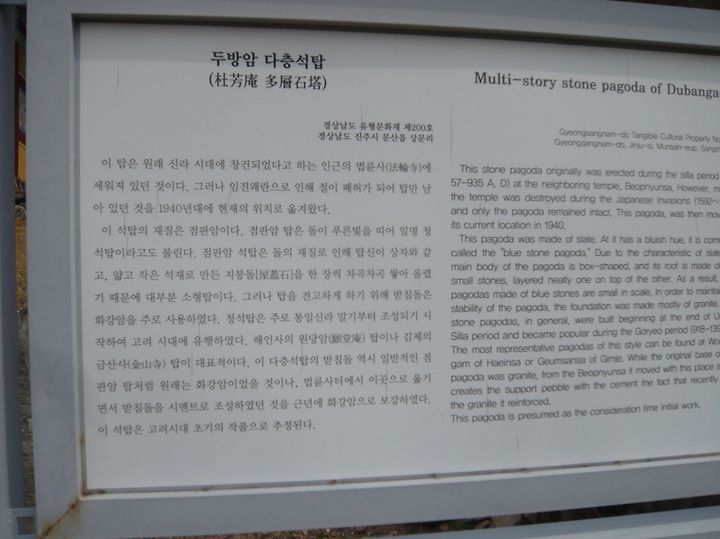 두방암 다층석탑
(杜芳庵 多層石塔)
경상남도 유형문화재 제200호
경상남도 진주시 문산읍 상문리
이 탑은 원래 신라 시대에 창건되었다고 하는 인근의 법륜사(法輪寺)에
세워져 있던 것이다. 그러나 임진왜란으로 인해 절이 폐허가 되어 탑만 남
아 있던 것을 1940년대에 현재의 위치로 옮겨왔다.
이 석탑의 재질은 점판암이다. 점판암 탑은 돌이 푸른빛을 띠어 일명 청
석탑이라고도 불린다. 점판암 석탑은 돌의 재질로 인해 탑신이 상자와 같
고, 얇고 작은 석재로 만든 지붕돌[屋蓋石]을 한 장씩 차곡차곡 쌓아 올렸
기 때문에 대부분 소형탑이다. 그러나 탑을 견고하게 하기 위해 받침돌은
화강암을 주로 사용하였다. 청석탑은 주로 통일신라 말기부터 조성되기 시
작하여 고려 시대에 유행하였다. 해인사의 원당암(願堂庵) 탑이나 김제의
금산사(金山寺) 탑이 대표적이다. 이 다층석탑의 받침돌 역시 일반적인 점
판암 탑처럼 원래는 화강암이었을 것이나, 법륜사터에서 이곳으로 옮기
면서 받침돌을 시멘트로 조성하였던 것을 근년에 화강암으로 보강하였다.
이 석탑은 고려시대 초기의 작품으로 추정된다.
Multi-story stone pagoda of Dubanga
Gyeongsangnam-do Tangible Cultural Property No
Gyeongsangnam-do, Jinju-si, Munsan-eup, Sangm
This stone pagoda originally was erected during the silla period
57-935 A. D) at the neighboring temple, Beopnyunsa, However, m
the temple was destroyed during the Japanese Invasions (1592-
and only the pagoda remained intact. This pagoda, was then mov
its current location in 1940.
This pagoda was made of slate. At it has a bluish hue, it is com
called the "blue stone pagoda." Due to the characteristic of slate
main body of the pagoda is box-shaped, and its roof is made of
small stones, layered neatly one on top of the other. As a result,
pagodas made of blue stones are small in scale. In order to maintai
stability of the pagoda, the foundation was made mostly of granite.
stone pagodas, in general, were built beginning at the end of Un
Silla period and became popular during the Goryeo period (918-139
The most representative pagodas of this style can be found at Wo
gam of Haeinsa or Geumsansa of Gimje, While the original base o
pagoda was granite, from the Beopnyunsa it moved with this place a
creates the support pebble with the cement the fact that recently
the granite it reinforced.
This pagoda is presumed as the consideration time initial work.